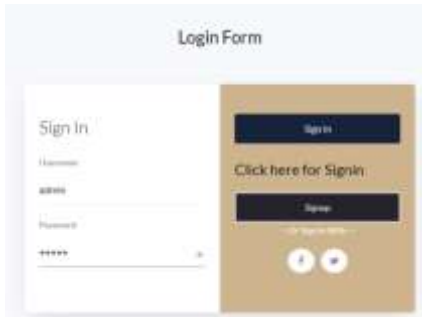 Login Form
Sign In
Username
admin
Password
*****
Sign In
Click here for Signin
Signup